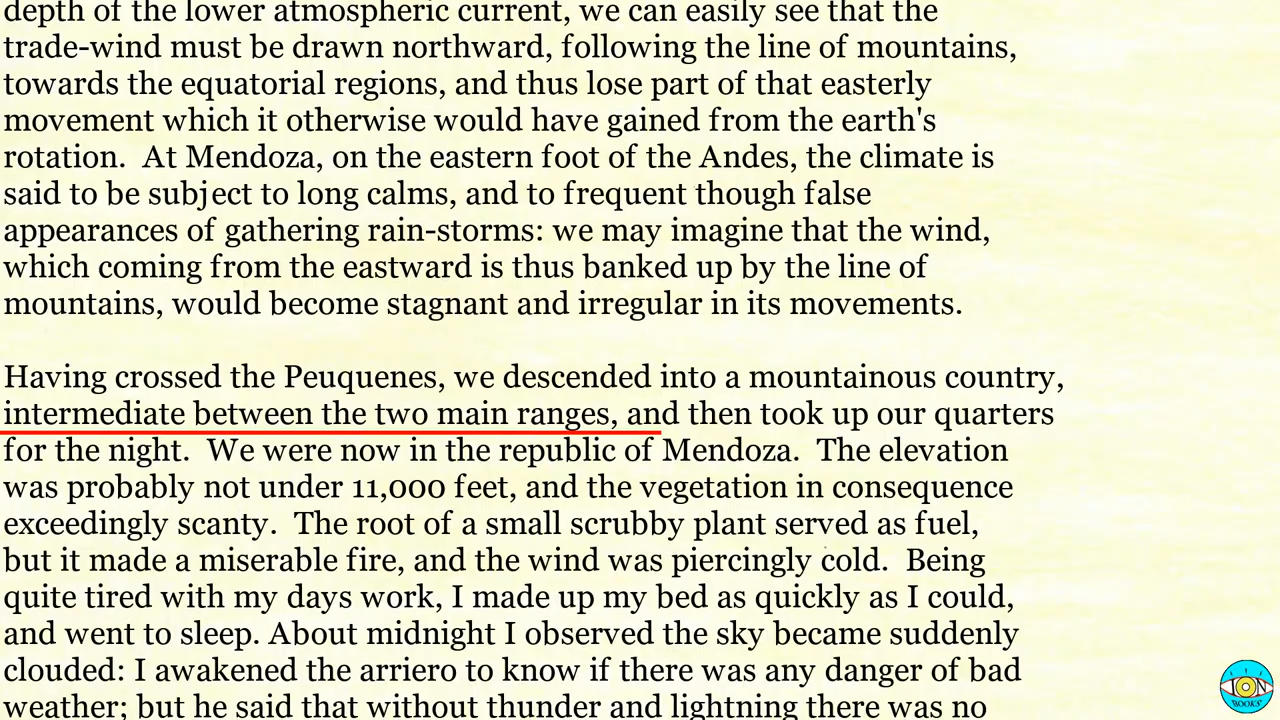 depth of the lower atmospheric current, we can easily see that the
trade-wind must be drawn northward, following the line of mountains,
towards the equatorial regions, and thus lose part of that easterly
movement which it otherwise would have gained from the earth's
rotation.  At Mendoza, on the eastern foot of the Andes, the climate is
said to be subject to long calms, and to frequent though false
appearances of gathering rain-storms: we may imagine that the wind,
which coming from the eastward is thus banked up by the line of
mountains, would become stagnant and irregular in its movements.
Having crossed the Peuquenes, we descended into a mountainous country,
intermediate between the two main ranges, and then took up our quarters
for the night.  We were now in the republic of Mendoza.  The elevation
was probably not under 11,000 feet, and the vegetation in consequence
exceedingly scanty.  The root of a small scrubby plant served as fuel,
but it made a miserable fire, and the wind was piercingly cold.  Being
quite tired with my days work, I made up my bed as quickly as I could,
and went to sleep. About midnight I observed the sky became suddenly
clouded: I awakened the arriero to know if there was any danger of bad
weather; but he said that without thunder and lightning there was no
ION
BOOKS